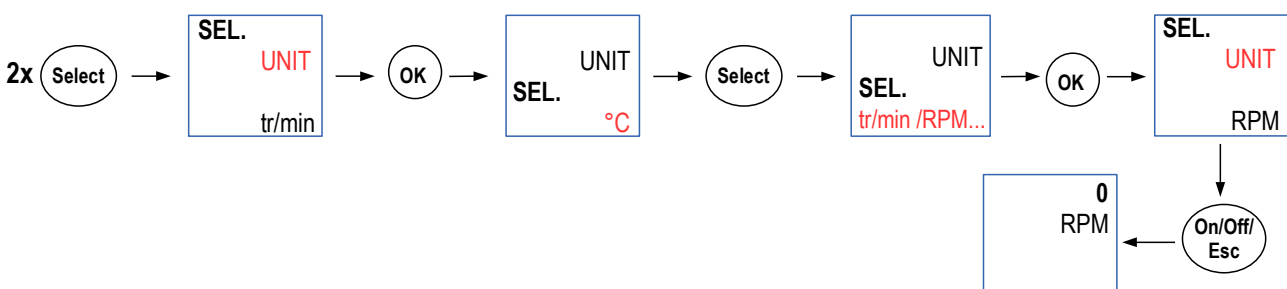 2x
Select
SEL.
UNIT
tr/min
OK
UNIT
SEL.
°C
Select
UNIT
SEL.
tr/min /RPM...
OK
SEL.
UNIT
RPM
On/Off/
Esc
0
RPM